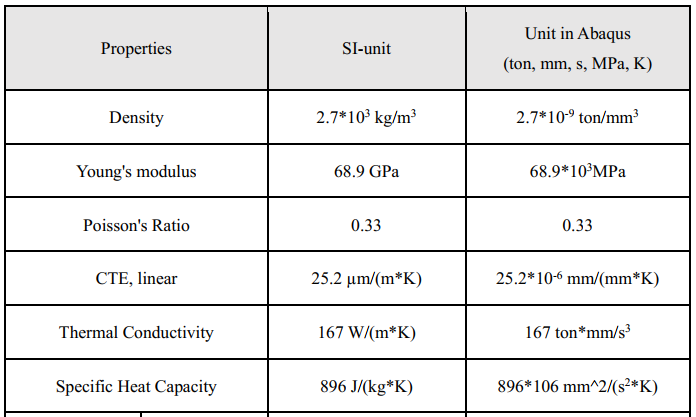 Properties
SI-unit
Unit in Abaqus
(ton, mm, s, MPa, K)
Density
2.7*10³ kg/m³
2.7*10⁻⁹ ton/mm³
Young's modulus
68.9 GPa
68.9*10³MPa
Poisson's Ratio
0.33
0.33
CTE, linear
25.2 µm/(m*K)
25.2*10⁻⁶ mm/(mm*K)
Thermal Conductivity
167 W/(m*K)
167 ton*mm/s³
Specific Heat Capacity
896 J/(kg*K)
896*106 mm^2/(s²*K)